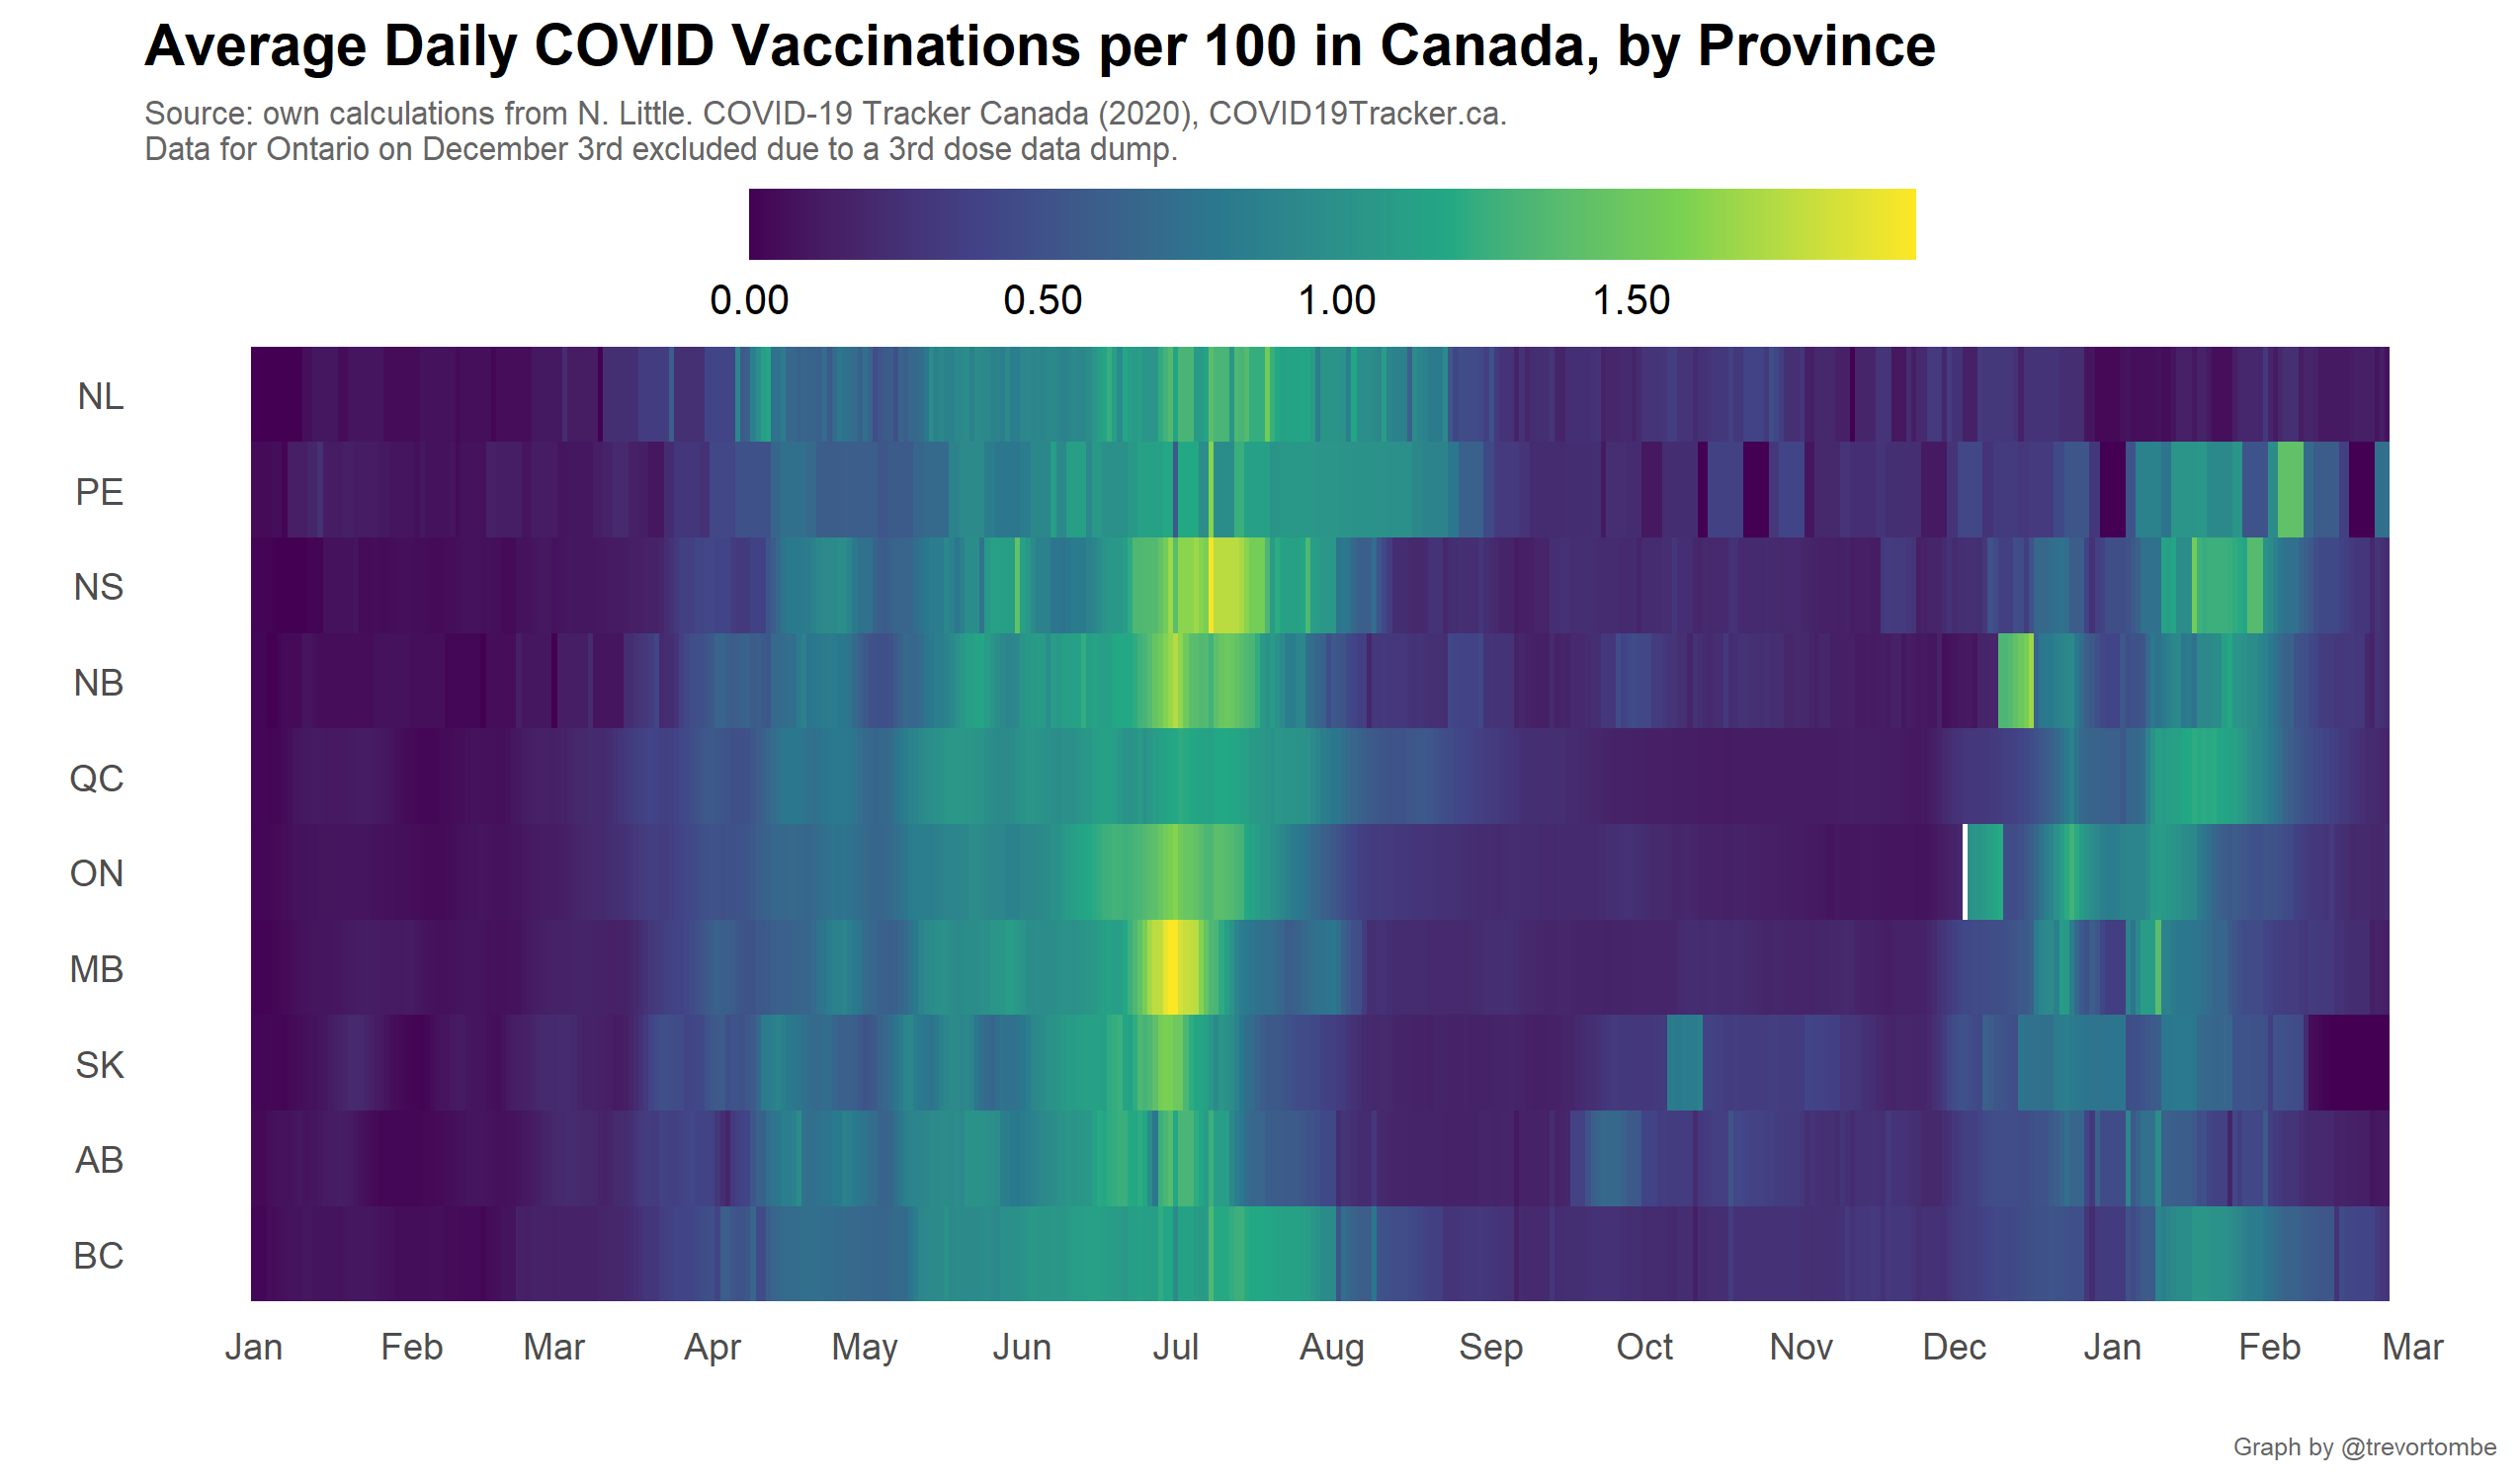 Average Daily COVID Vaccinations per 100 in Canada, by Province
Source: own calculations from N. Little. COVID-19 Tracker Canada (2020), COVID19Tracker.ca.
Data for Ontario on December 3rd excluded due to a 3rd dose data dump.
0.00 0.50 1.00 1.50
NL
PE
NS
NB
QC
ON
MB
SK
AB
BC
Jan Feb Mar Apr May Jun Jul Aug Sep Oct Nov Dec Jan Feb Mar
Graph by @trevortombe